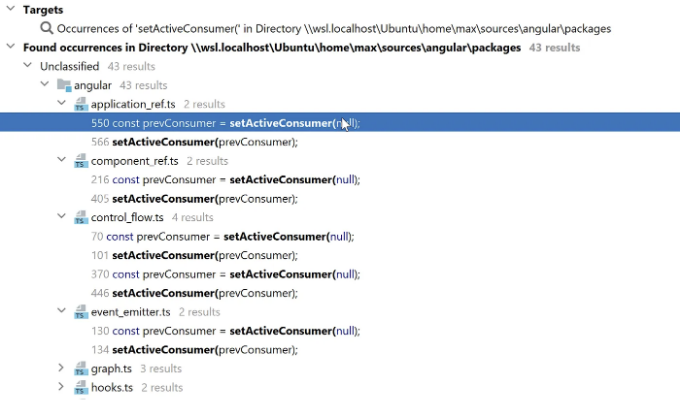 Targets
Occurrences of 'setActiveConsumer(' in Directory \\wsl.localhost\Ubuntu\home\max\sources\angular\packages
Found occurrences in Directory \\wsl.localhost\Ubuntu\home\max\sources\angular\packages 43 results
Unclassified 43 results
angular 43 results
application_ref.ts 2 results
550 const prevConsumer = setActiveConsumer(null);
566 setActiveConsumer(prevConsumer);
component_ref.ts 2 results
216 const prevConsumer = setActiveConsumer(null);
405 setActiveConsumer(prevConsumer);
control_flow.ts 4 results
70 const prevConsumer = setActiveConsumer(null);
101 setActiveConsumer(prevConsumer);
370 const prevConsumer = setActiveConsumer(null);
446 setActiveConsumer(prevConsumer);
event_emitter.ts 2 results
130 const prevConsumer = setActiveConsumer(null);
134 setActiveConsumer(prevConsumer);
graph.ts 3 results
hooks.ts 2 results